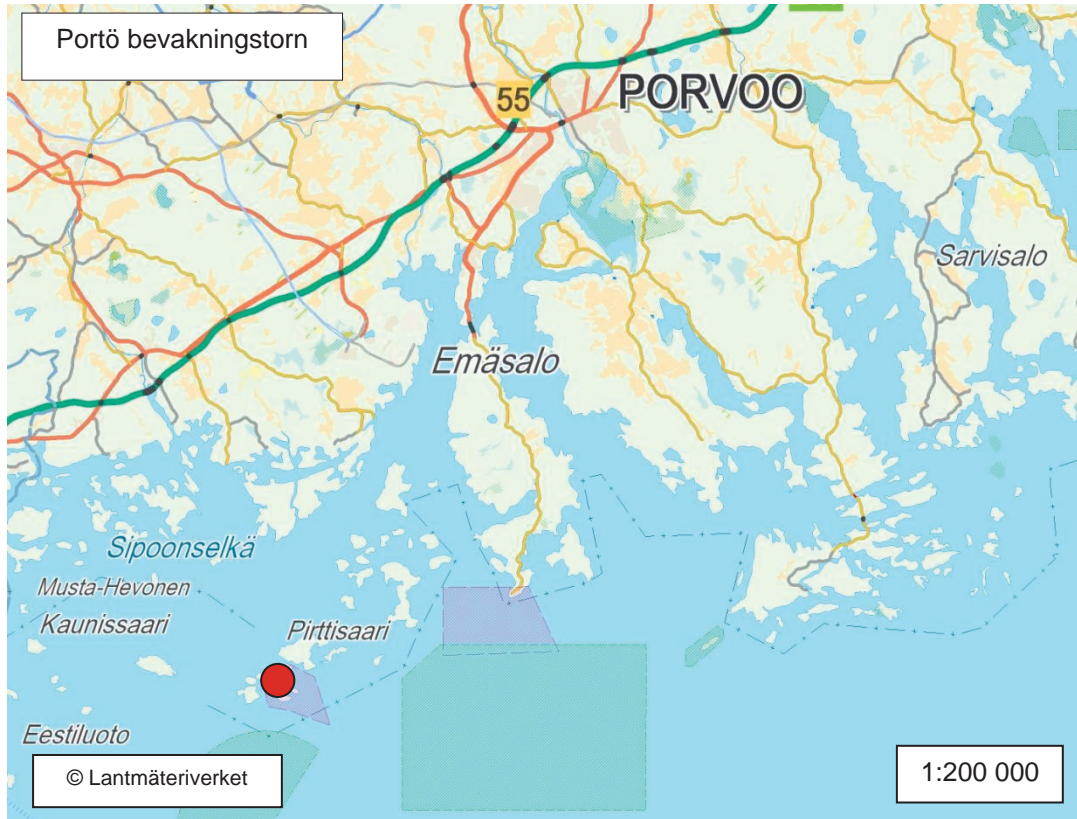 Portö bevakningstorn
55
PORVOO
Sarvisalo
Emäsalo
Sipoonselkä
Musta-Hevonen
Kaunissaari
Pirttisaari
Eestiluoto
© Lantmäteriverket
1:200 000